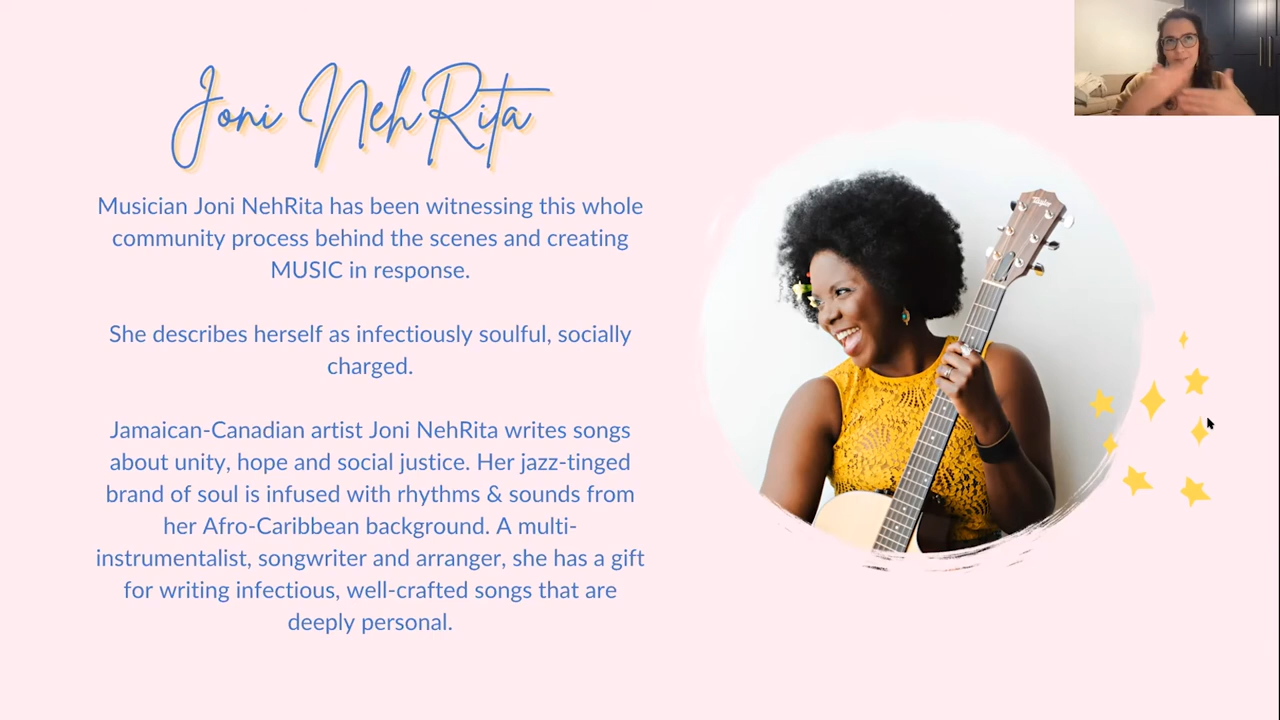 Joni NehRita
Musician Joni NehRita has been witnessing this whole
community process behind the scenes and creating
MUSIC in response.
She describes herself as infectiously soulful, socially
charged.
Jamaican-Canadian artist Joni NehRita writes songs
about unity, hope and social justice. Her jazz-tinged
brand of soul is infused with rhythms & sounds from
her Afro-Caribbean background. A multi-
instrumentalist, songwriter and arranger, she has a gift
for writing infectious, well-crafted songs that are
deeply personal.
Taylor